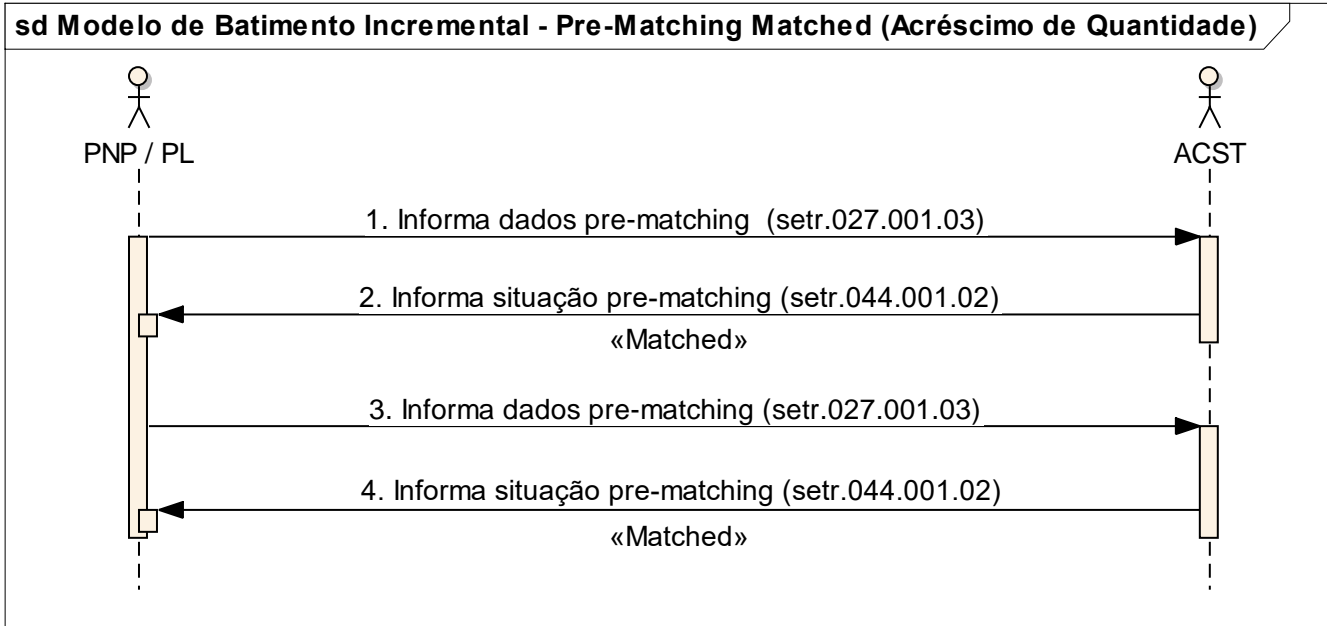 sd Modelo de Batimento Incremental - Pre-Matching Matched (Acréscimo de Quantidade)
PNP / PL
ACST
1. Informa dados pre-matching (setr.027.001.03)
2. Informa situação pre-matching (setr.044.001.02)
«Matched»
3. Informa dados pre-matching (setr.027.001.03)
4. Informa situação pre-matching (setr.044.001.02)
«Matched»